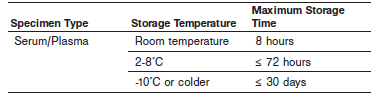 Maximum Storage
Specimen Type Storage Temperature Time
Serum/Plasma Room temperature 8 hours
2-8˚C ≤ 72 hours
-10˚C or colder ≤ 30 days